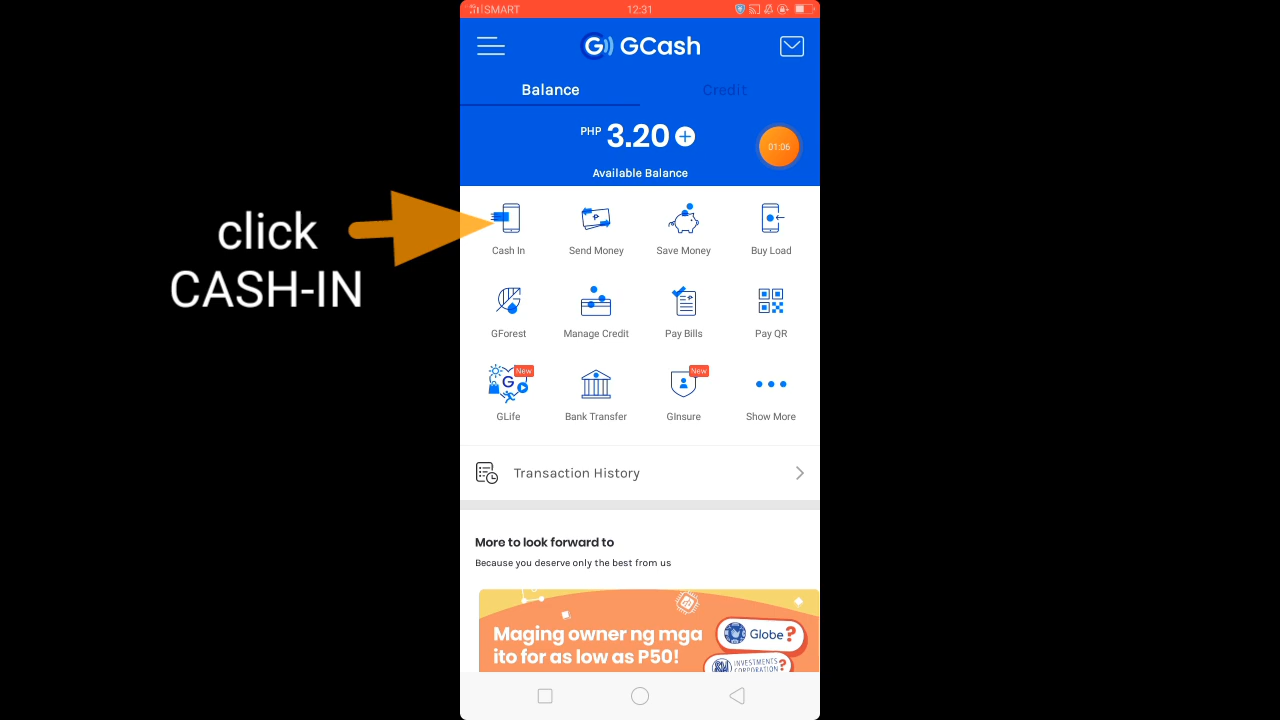 SMART
12.31
GCash
Balance
Credit
PHP 3.20
01:06
Available Balance
click
CASH-IN
Cash In
Send Money
Save Money
Buy Load
GForest
Manage Credit
Pay Bills
Pay QR
New
New
G
GLife
Bank Transfer
GInsure
Show More
Transaction History
More to look forward to
Because you deserve only the best from us
Maging owner ng mga
ito for as low as P50!
Globe?
INVESTMENTS
CORPORATION?